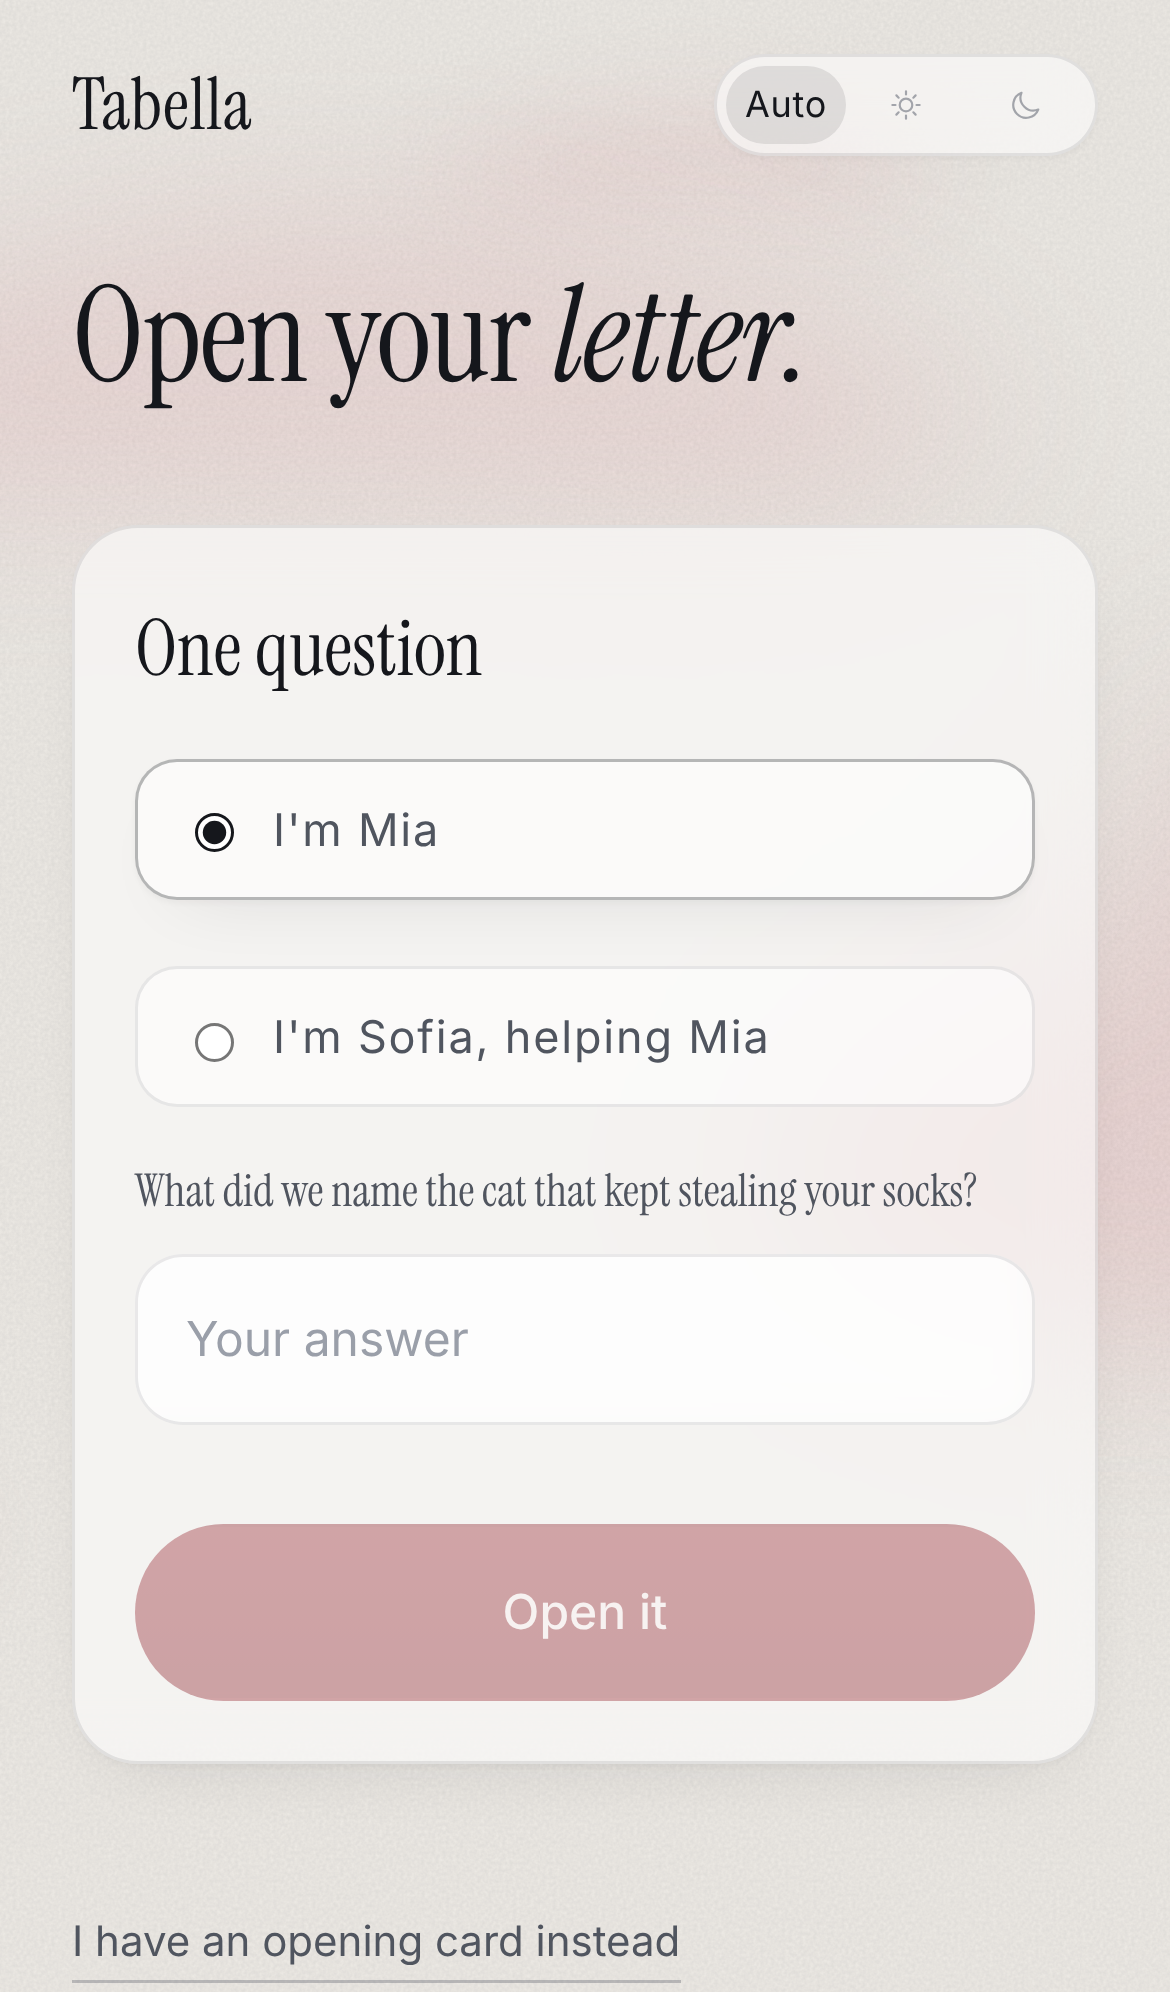 Tabella
Auto
Open your letter.
One question
I'm Mia
I'm Sofia, helping Mia
What did we name the cat that kept stealing your socks?
Your answer
Open it
I have an opening card instead